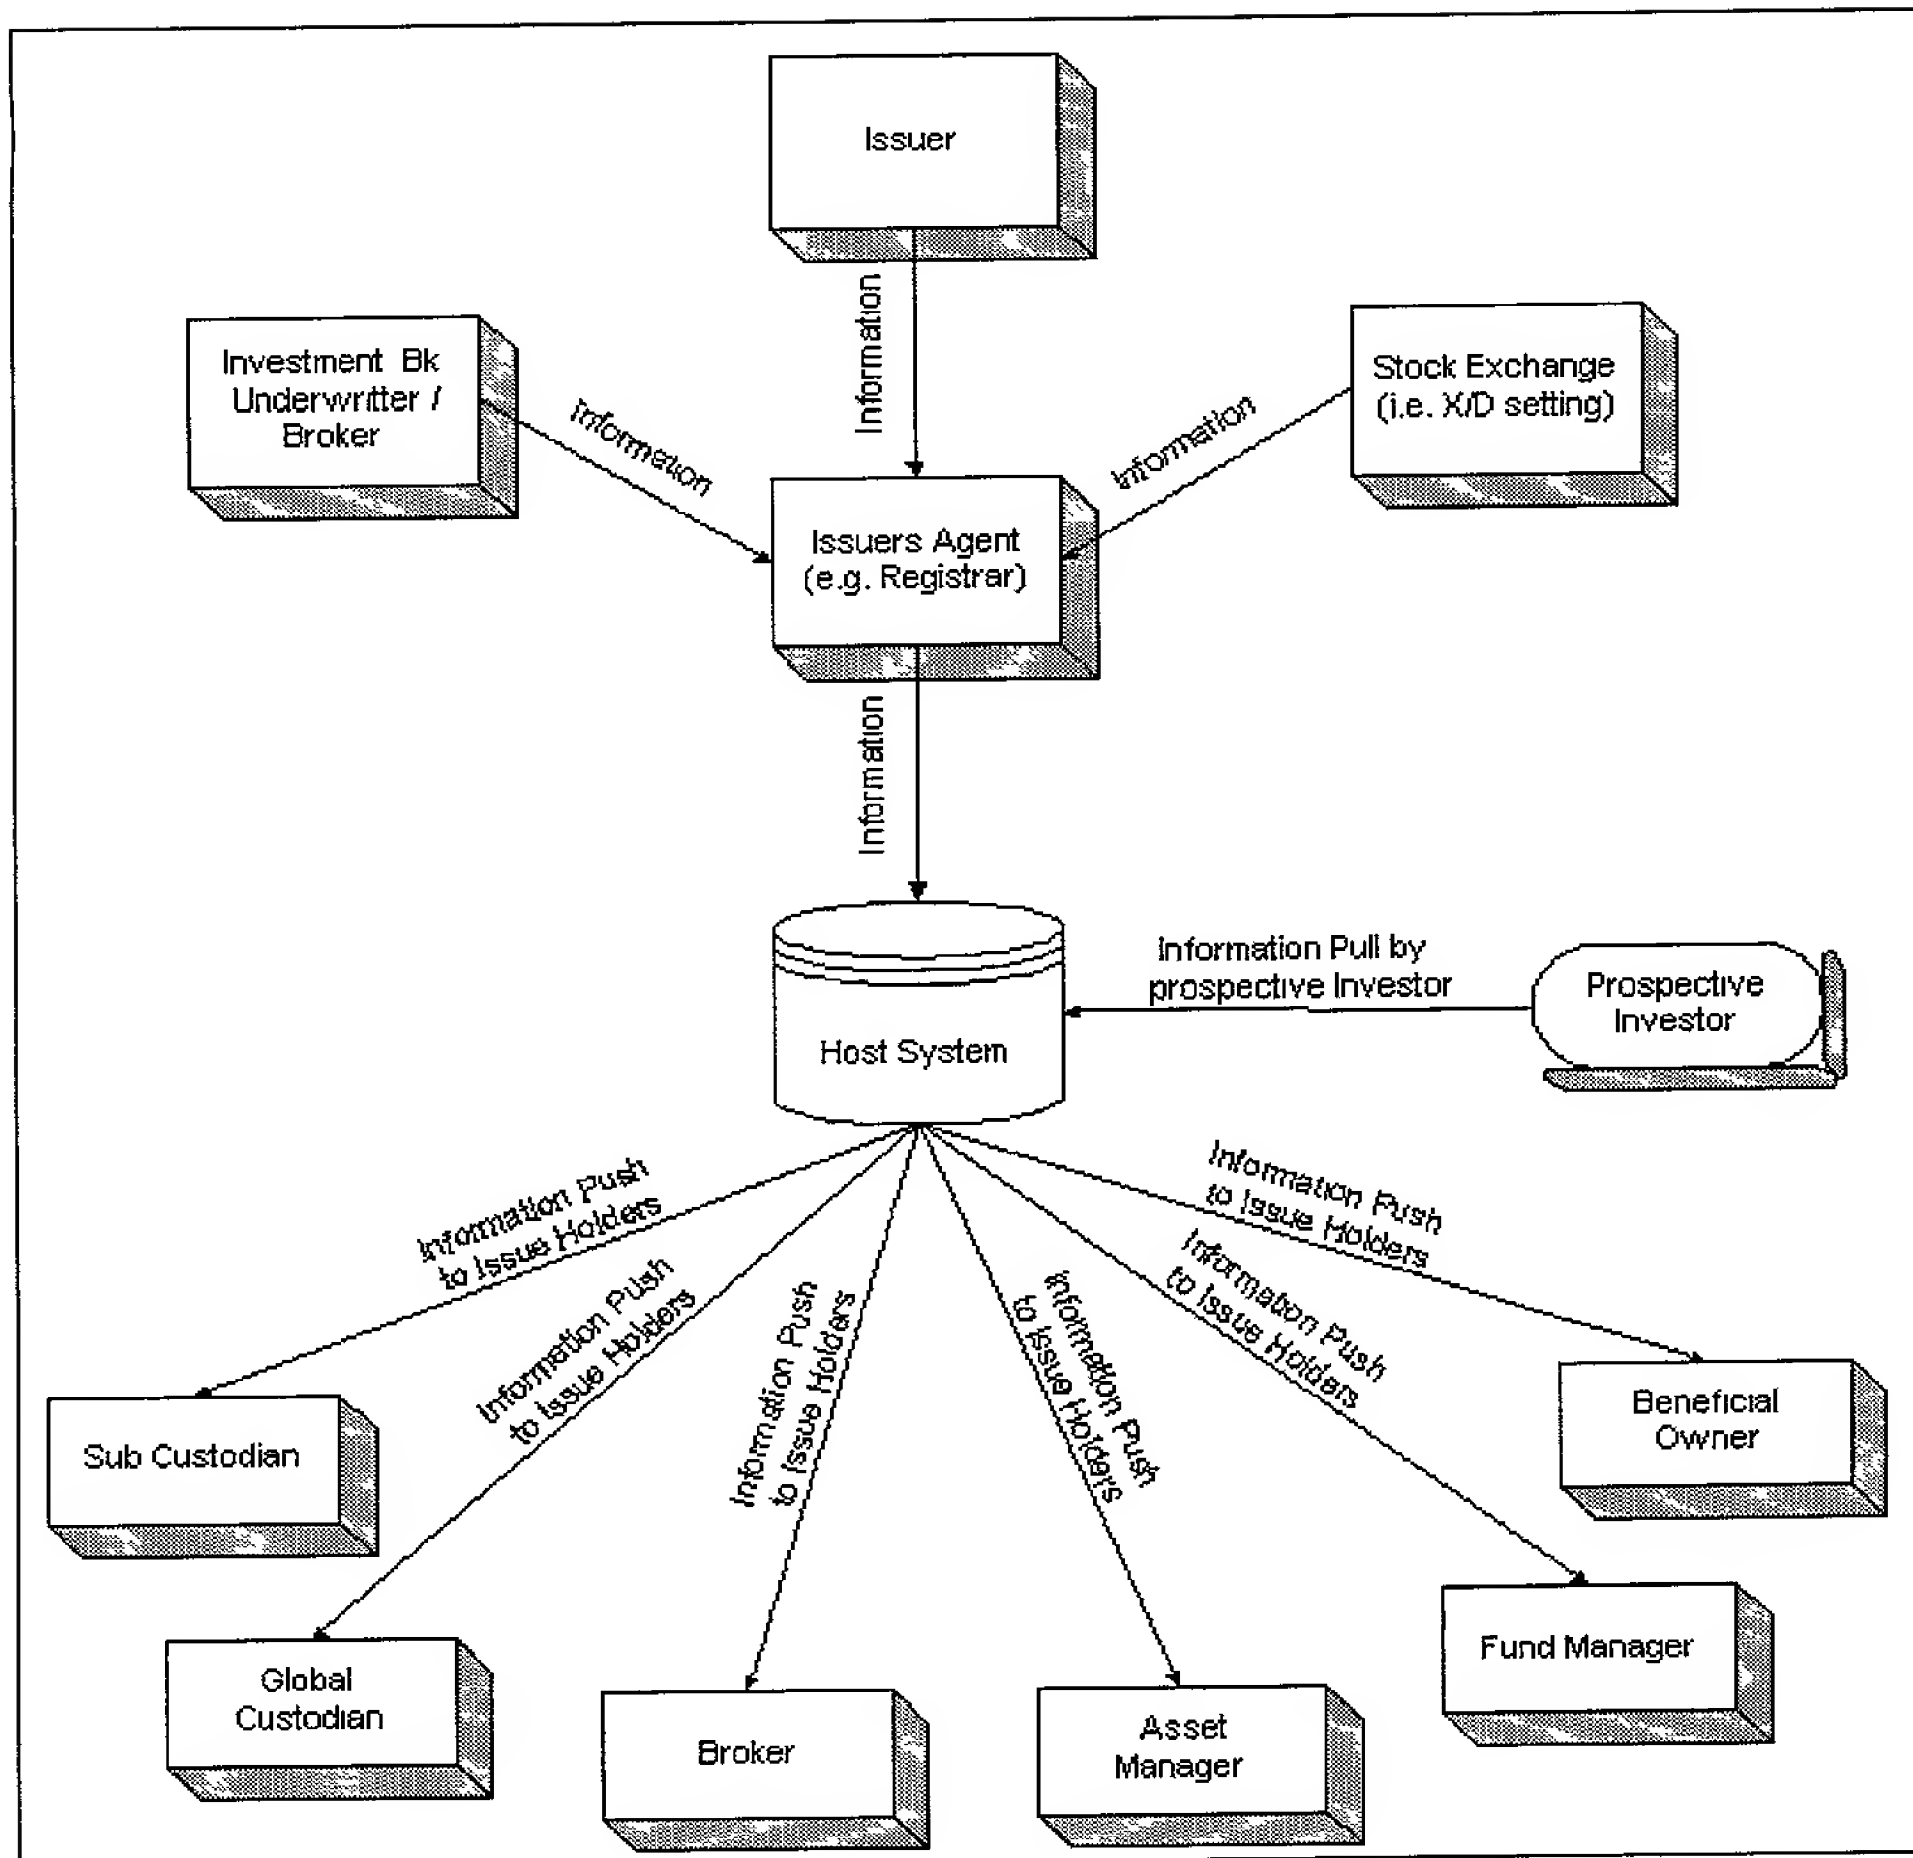 Issuer
Information
Investment Bk
Underwritter /
Broker
Information
Stock Exchange
(i.e. X/D setting)
Information
Issuers Agent
(e.g. Registrar)
Information
Host System
Information Pull by
prospective Investor
Prospective
Investor
Information Push
to Issue Holders
Information Push
to Issue Holders
Information Push
to Issue Holders
Information Push
to Issue Holders
Information Push
to Issue Holders
Information Push
to Issue Holders
Sub Custodian
Global
Custodian
Broker
Asset
Manager
Fund Manager
Beneficial
Owner